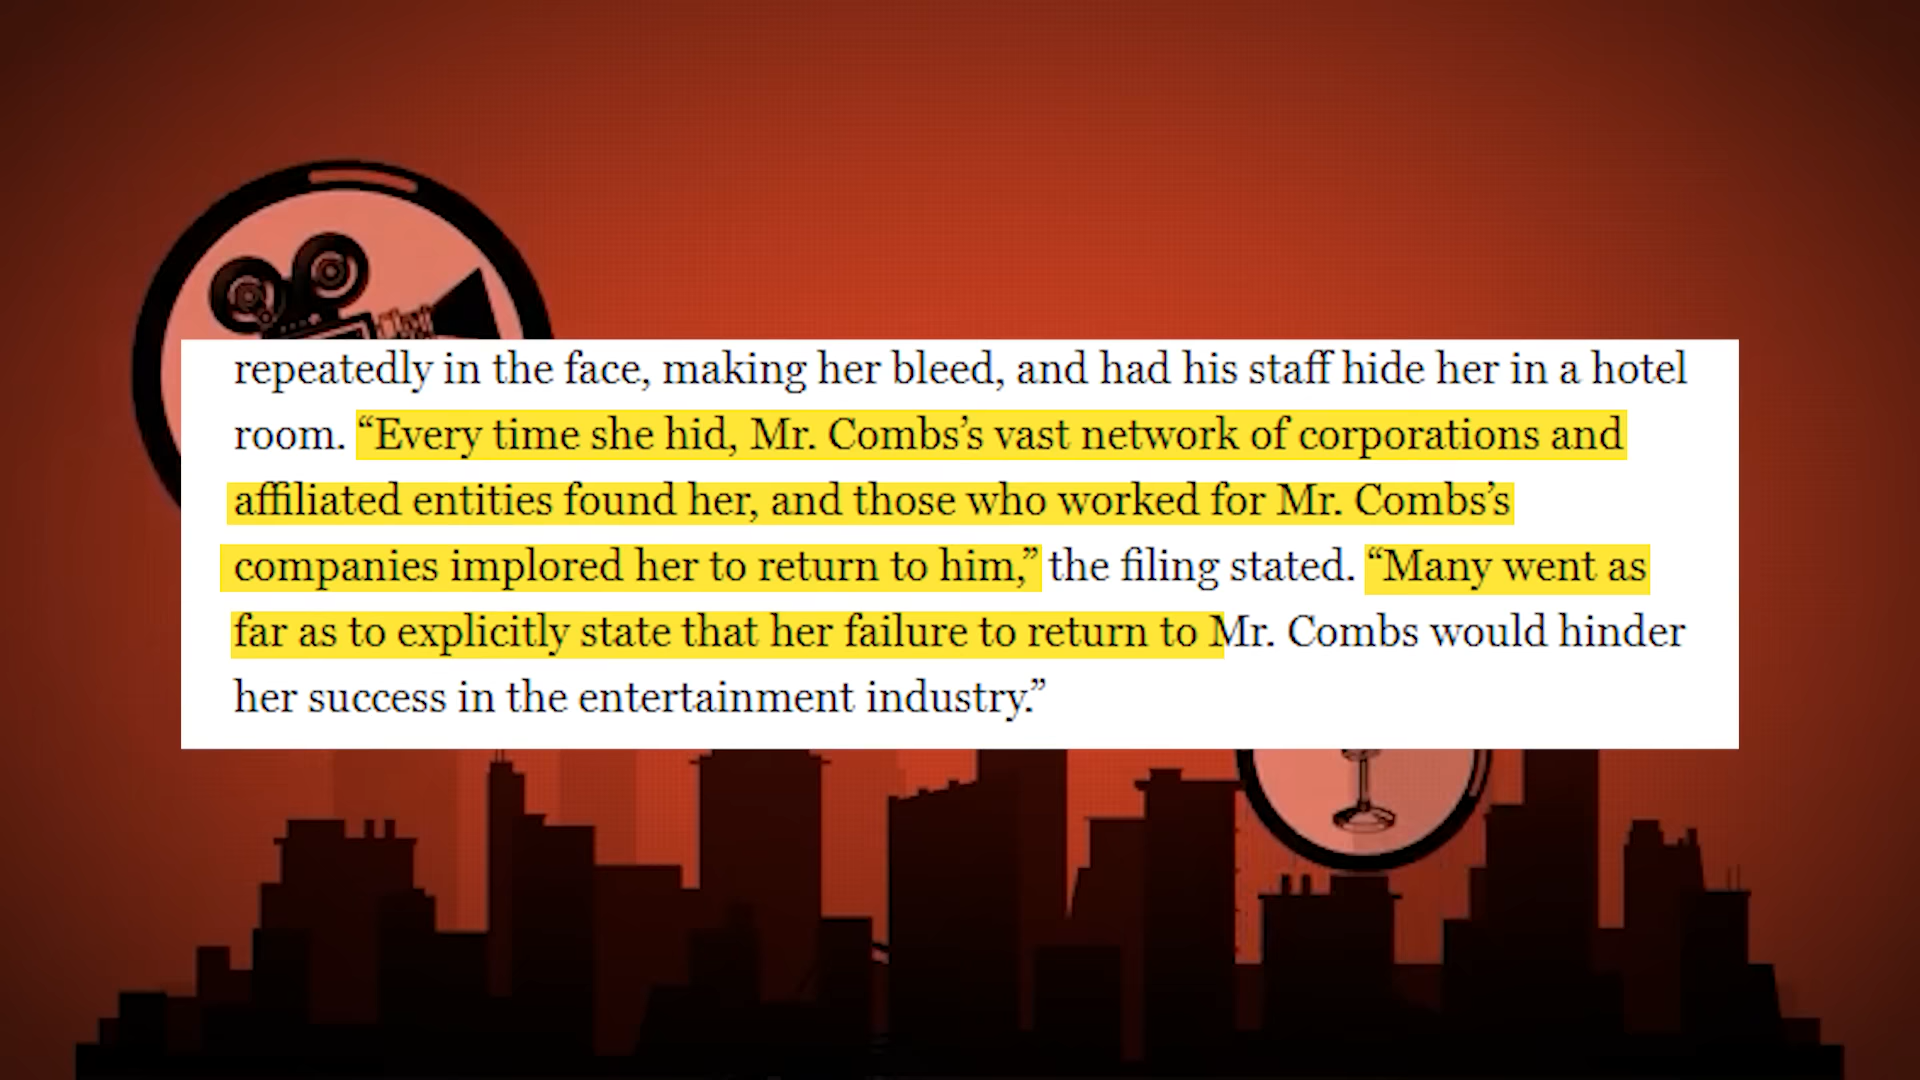 repeatedly in the face, making her bleed, and had his staff hide her in a hotel
room. “Every time she hid, Mr. Combs’s vast network of corporations and
affiliated entities found her, and those who worked for Mr. Combs’s
companies implored her to return to him,” the filing stated. “Many went as
far as to explicitly state that her failure to return to Mr. Combs would hinder
her success in the entertainment industry.”